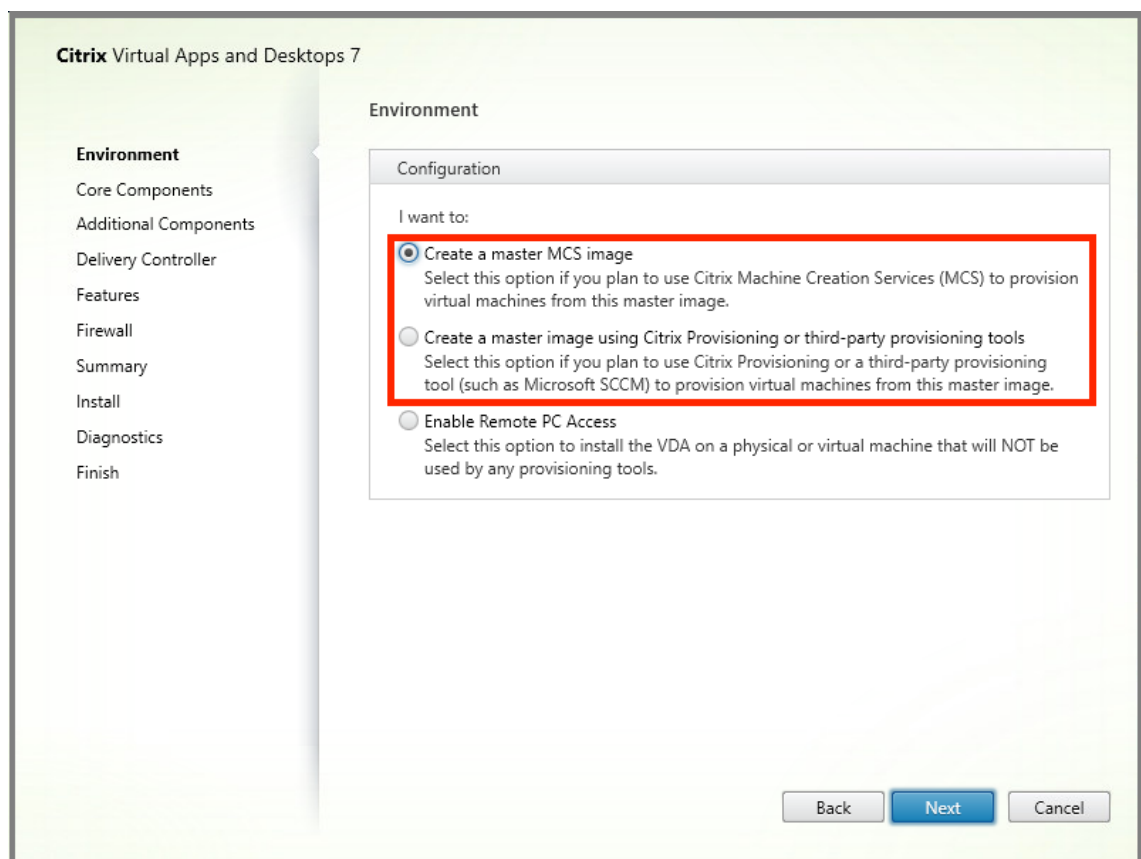 Citrix Virtual Apps and Desktops 7
Environment
Environment
Core Components
Additional Components
Delivery Controller
Features
Firewall
Summary
Install
Diagnostics
Finish
Configuration
I want to:
Create a master MCS image
Select this option if you plan to use Citrix Machine Creation Services (MCS) to provision
virtual machines from this master image.
Create a master image using Citrix Provisioning or third-party provisioning tools
Select this option if you plan to use Citrix Provisioning or a third-party provisioning
tool (such as Microsoft SCCM) to provision virtual machines from this master image.
Enable Remote PC Access
Select this option to install the VDA on a physical or virtual machine that will NOT be
used by any provisioning tools.
Back
Next
Cancel